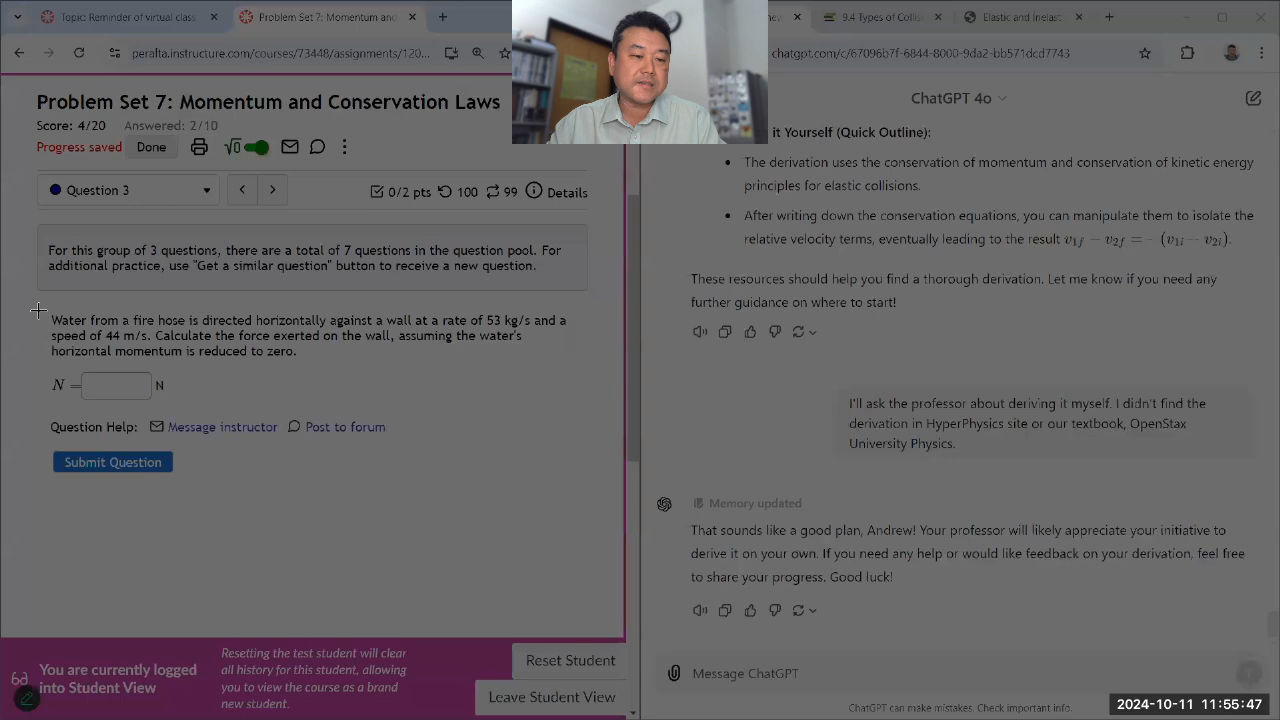 Topic: Reminder of virtual class
Problem Set 7: Momentum and
9.4 Types of Collisi
Elastic and Inelast
peralta.instructure.com/courses/73448/assignments/120...
chatgpt.com/c/67096b7f-6844-8000-9da2-bb571dcd7743
Problem Set 7: Momentum and Conservation Laws
Score: 4/20 Answered: 2/10
Progress saved Done √0
Question 3
0/2 pts 100 99 Details
For this group of 3 questions, there are a total of 7 questions in the question pool. For
additional practice, use "Get a similar question" button to receive a new question.
Water from a fire hose is directed horizontally against a wall at a rate of 53 kg/s and a
speed of 44 m/s. Calculate the force exerted on the wall, assuming the water's
horizontal momentum is reduced to zero.
N = N
Question Help: Message instructor Post to forum
Submit Question
You are currently logged
into Student View
Resetting the test student will clear
all history for this student, allowing
you to view the course as a brand
new student.
Reset Student
Leave Student View
ChatGPT 4o
it Yourself (Quick Outline):
• The derivation uses the conservation of momentum and conservation of kinetic energy
principles for elastic collisions.
• After writing down the conservation equations, you can manipulate them to isolate the
relative velocity terms, eventually leading to the result v1f − v2f = − (v1i − v2i).
These resources should help you find a thorough derivation. Let me know if you need any
further guidance on where to start!
I'll ask the professor about deriving it myself. I didn't find the
derivation in HyperPhysics site or our textbook, OpenStax
University Physics.
Memory updated
That sounds like a good plan, Andrew! Your professor will likely appreciate your initiative to
derive it on your own. If you need any help or would like feedback on your derivation, feel free
to share your progress. Good luck!
Message ChatGPT
ChatGPT can make mistakes. Check important info.
2024-10-11 11:55:47